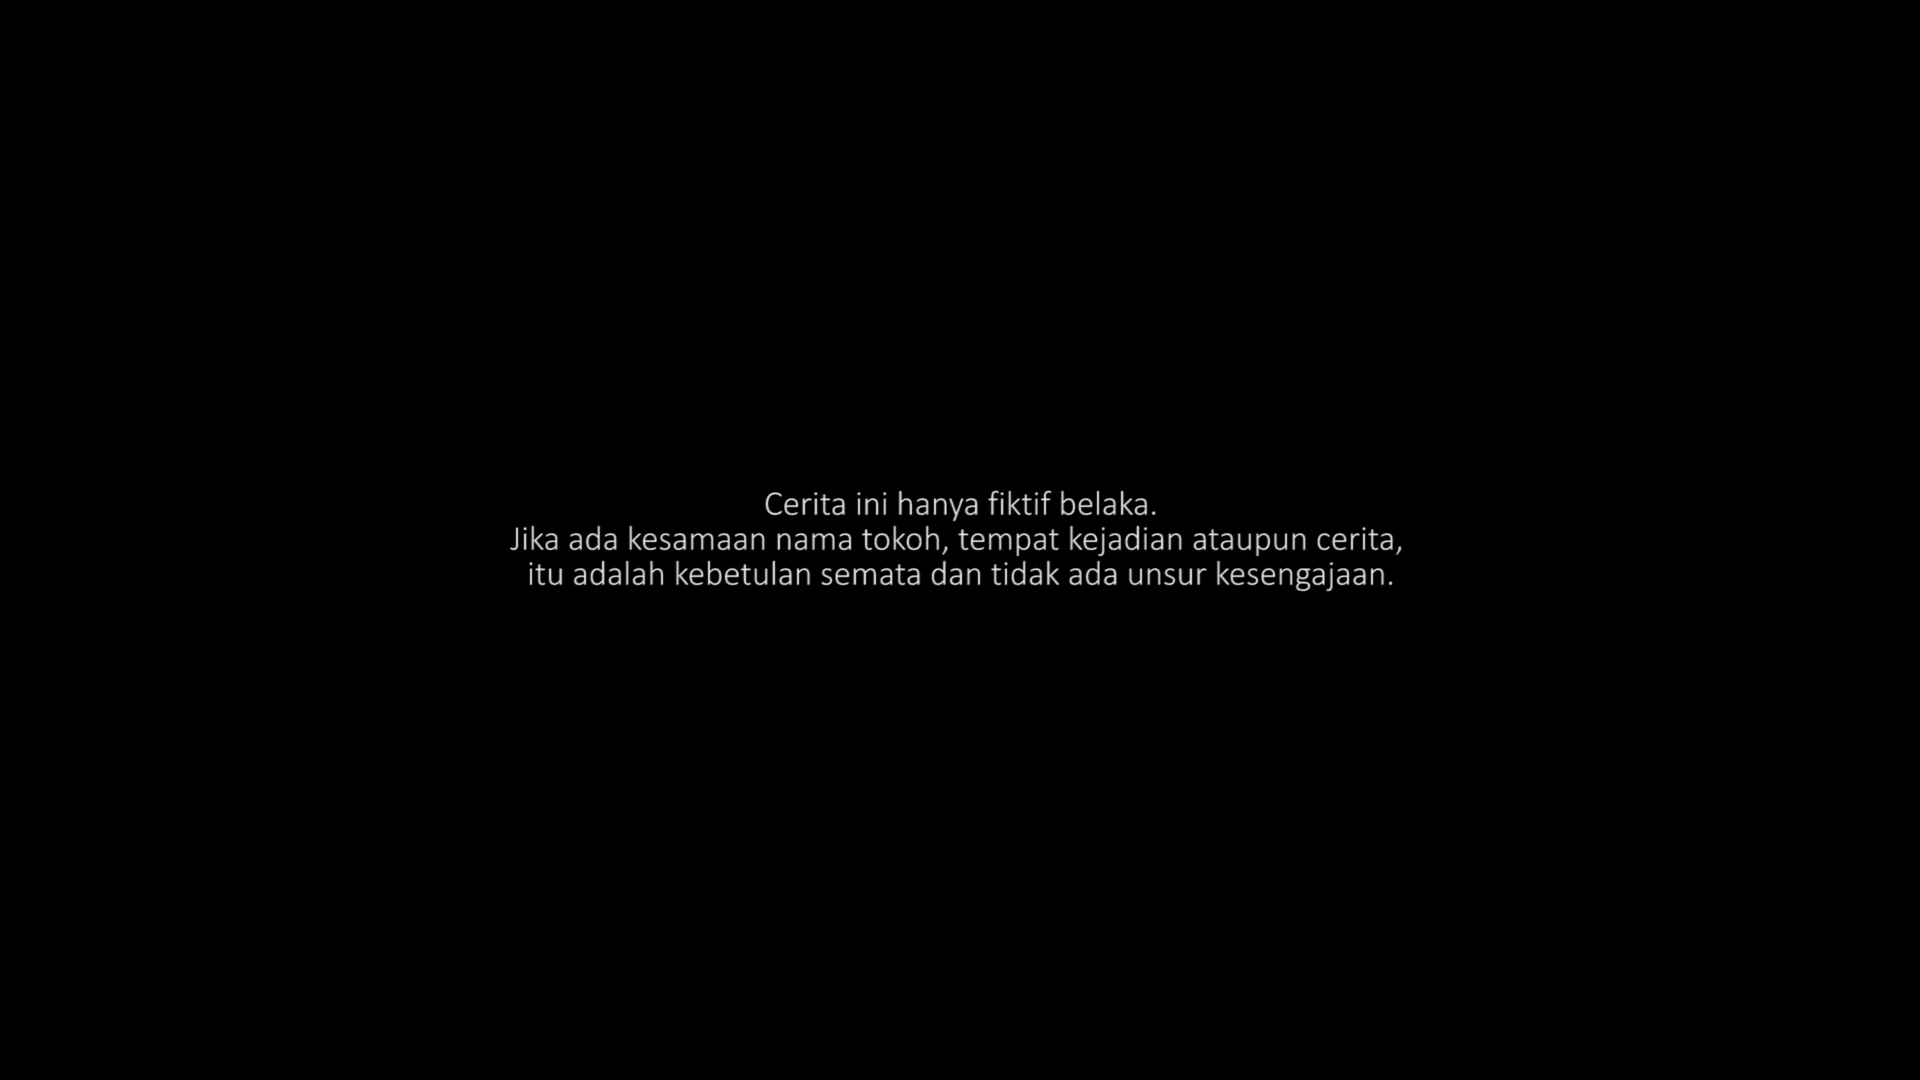 Cerita ini hanya fiktif belaka.
Jika ada kesamaan nama tokoh, tempat kejadian ataupun cerita,
itu adalah kebetulan semata dan tidak ada unsur kesengajaan.